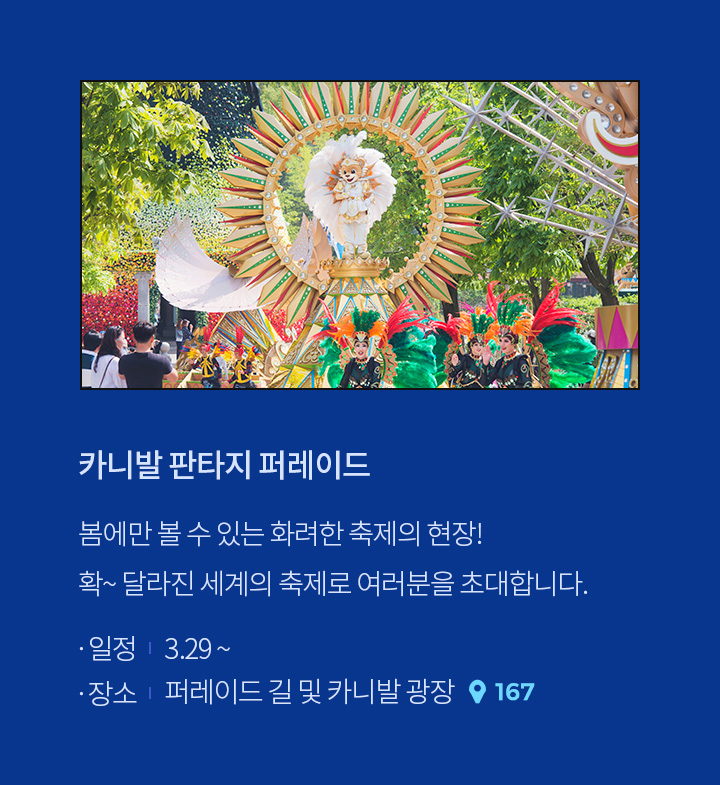 카니발 판타지 퍼레이드
봄에만 볼 수 있는 화려한 축제의 현장!
확~ 달라진 세계의 축제로 여러분을 초대합니다.
· 일정 | 3.29 ~
· 장소 | 퍼레이드 길 및 카니발 광장 167